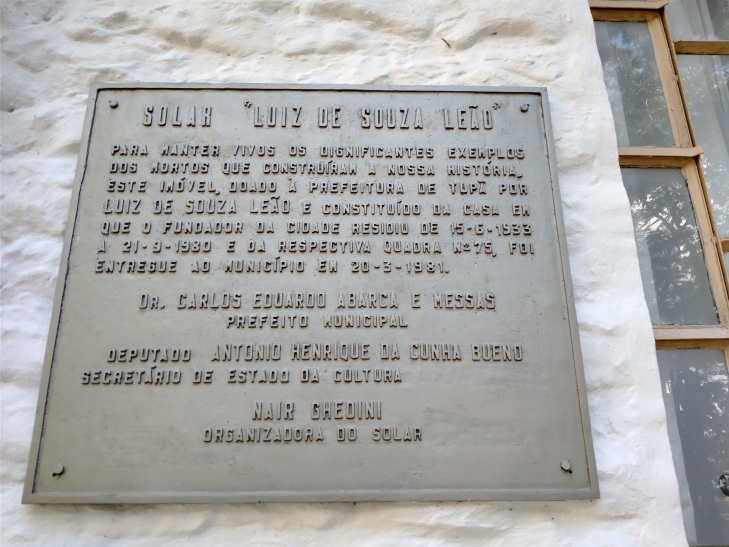 SOLAR "LUIZ DE SOUZA LEÃO"
PARA MANTER VIVOS OS DIGNIFICANTES EXEMPLOS
DOS MORTOS QUE CONSTRUÍRAM A NOSSA HISTÓRIA,
ESTE IMÓVEL, DOADO À PREFEITURA DE TUPÃ POR
LUIZ DE SOUZA LEÃO E CONSTITUÍDO DA CASA EM
QUE O FUNDADOR DA CIDADE RESIDIU DE 15-6-1933
A 21-9-1980 E DA RESPECTIVA QUADRA Nº 75, FOI
ENTREGUE AO MUNICÍPIO EM 20-3-1981.
DR. CARLOS EDUARDO ABARCA E MESSAS
PREFEITO MUNICIPAL
DEPUTADO ANTONIO HENRIQUE DA CUNHA BUENO
SECRETÁRIO DE ESTADO DA CULTURA
NAIR GHEDINI
ORGANIZADORA DO SOLAR